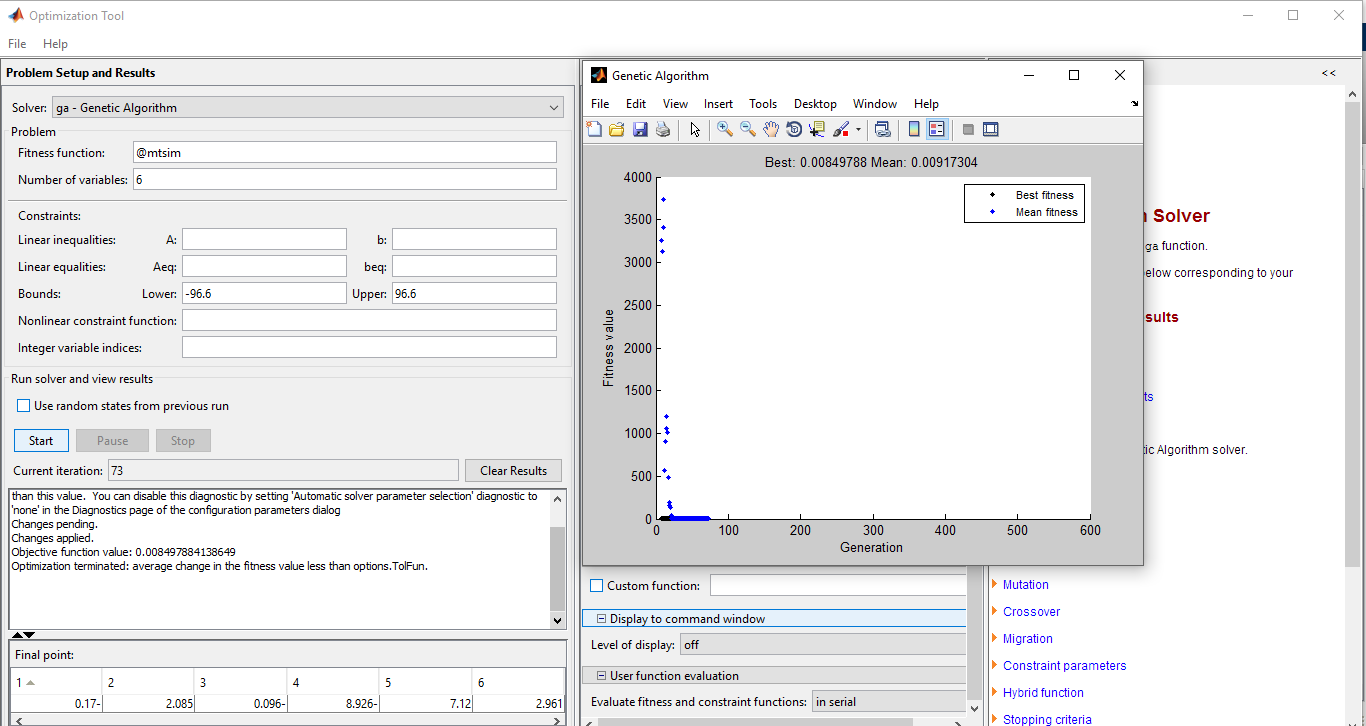 Optimization Tool
File Help
Problem Setup and Results
Solver: ga - Genetic Algorithm
Problem
Fitness function: @mtsim
Number of variables: 6
Constraints:
Linear inequalities: A: b:
Linear equalities: Aeq: beq:
Bounds: Lower: -96.6 Upper: 96.6
Nonlinear constraint function:
Integer variable indices:
Run solver and view results
Use random states from previous run
Start Pause Stop
Current iteration: 73 Clear Results
than this value. You can disable this diagnostic by setting 'Automatic solver parameter selection' diagnostic to
'none' in the Diagnostics page of the configuration parameters dialog
Changes pending.
Changes applied.
Objective function value: 0.008497884138649
Optimization terminated: average change in the fitness value less than options.TolFun.
Final point:
1 2 3 4 5 6
0.17- 2.085 0.096- 8.926- 7.12 2.961
Genetic Algorithm
File Edit View Insert Tools Desktop Window Help
Best: 0.00849788 Mean: 0.00917304
Best fitness
Mean fitness
Fitness value
4000
3500
3000
2500
2000
1500
1000
500
0
0 100 200 300 400 500 600
Generation
Custom function:
Display to command window
Level of display: off
User function evaluation
Evaluate fitness and constraint functions: in serial
<<
Solver
ga function.
elow corresponding to your
sults
ts
tic Algorithm solver.
Mutation
Crossover
Migration
Constraint parameters
Hybrid function
Stopping criteria